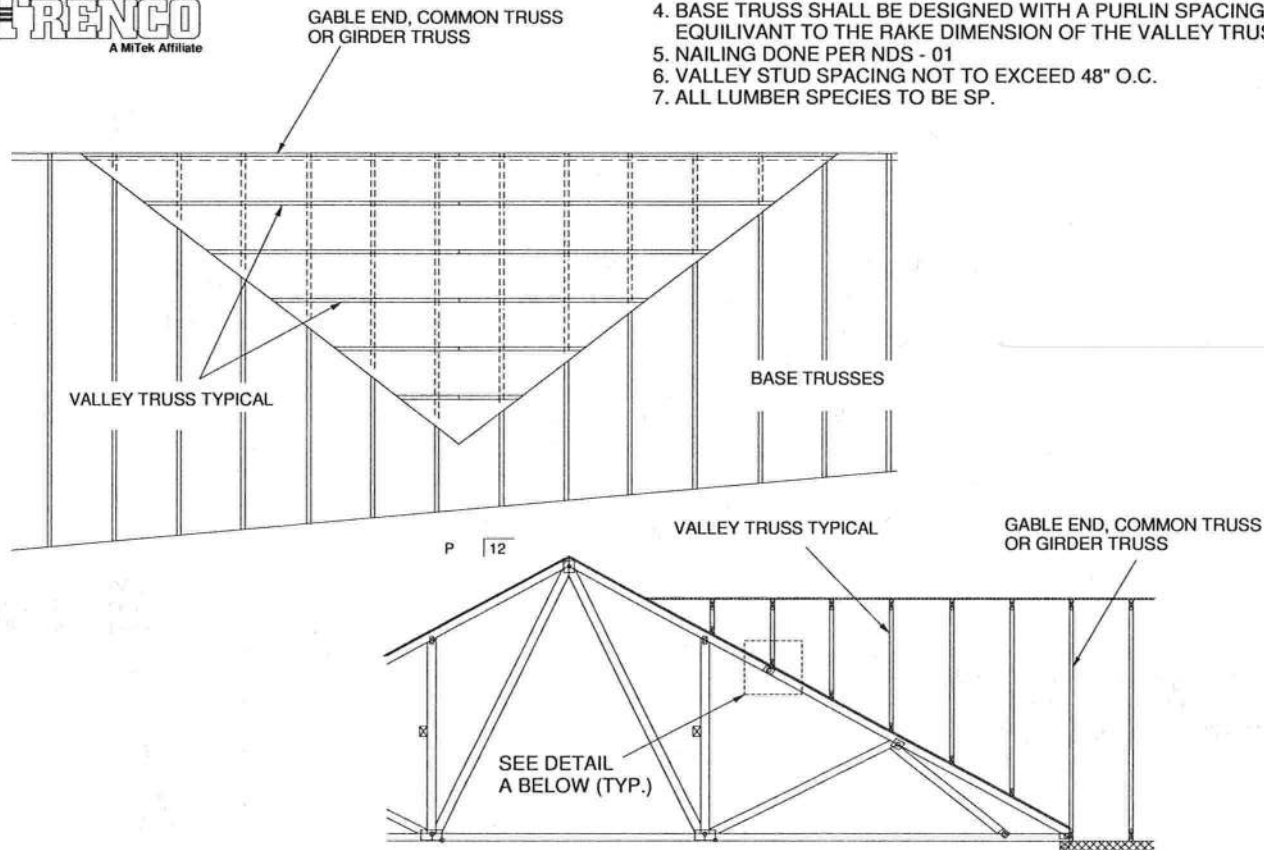 TRENCO
A MiTek Affiliate
GABLE END, COMMON TRUSS
OR GIRDER TRUSS
4. BASE TRUSS SHALL BE DESIGNED WITH A PURLIN SPACING
EQUILIVANT TO THE RAKE DIMENSION OF THE VALLEY TRUS
5. NAILING DONE PER NDS - 01
6. VALLEY STUD SPACING NOT TO EXCEED 48" O.C.
7. ALL LUMBER SPECIES TO BE SP.
VALLEY TRUSS TYPICAL
BASE TRUSSES
P 12
VALLEY TRUSS TYPICAL
GABLE END, COMMON TRUSS
OR GIRDER TRUSS
SEE DETAIL
A BELOW (TYP.)